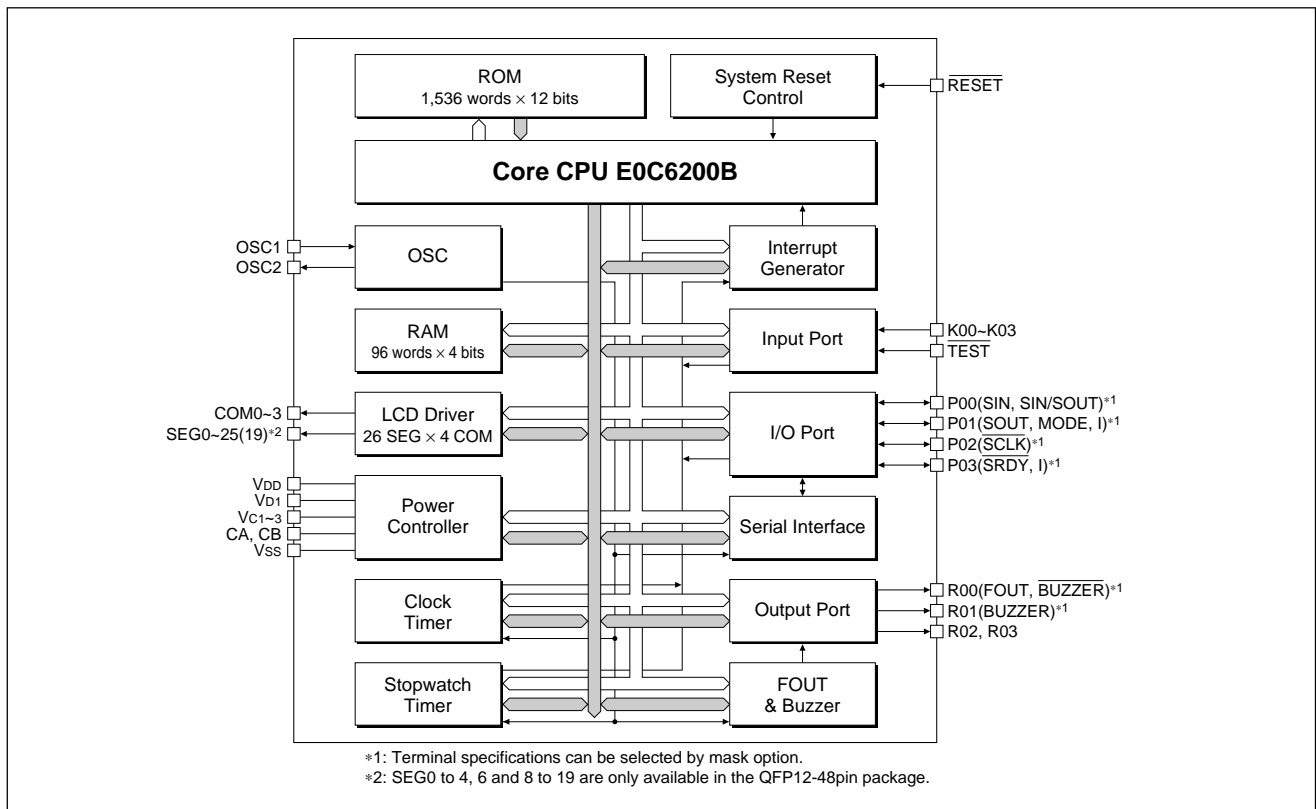 ROM
1,536 words × 12 bits
System Reset
Control
RESET
Core CPU E0C6200B
OSC1
OSC2
OSC
Interrupt
Generator
RAM
96 words × 4 bits
Input Port
K00~K03
TEST
COM0~3
SEG0~25(19)*2
LCD Driver
26 SEG × 4 COM
I/O Port
P00(SIN, SIN/SOUT)*1
P01(SOUT, MODE, I)*1
P02(SCLK)*1
P03(SRDY, I)*1
VDD
VD1
VC1~3
CA, CB
VSS
Power
Controller
Serial Interface
Clock
Timer
Output Port
R00(FOUT, BUZZER)*1
R01(BUZZER)*1
R02, R03
Stopwatch
Timer
FOUT
& Buzzer
*1: Terminal specifications can be selected by mask option.
*2: SEG0 to 4, 6 and 8 to 19 are only available in the QFP12-48pin package.